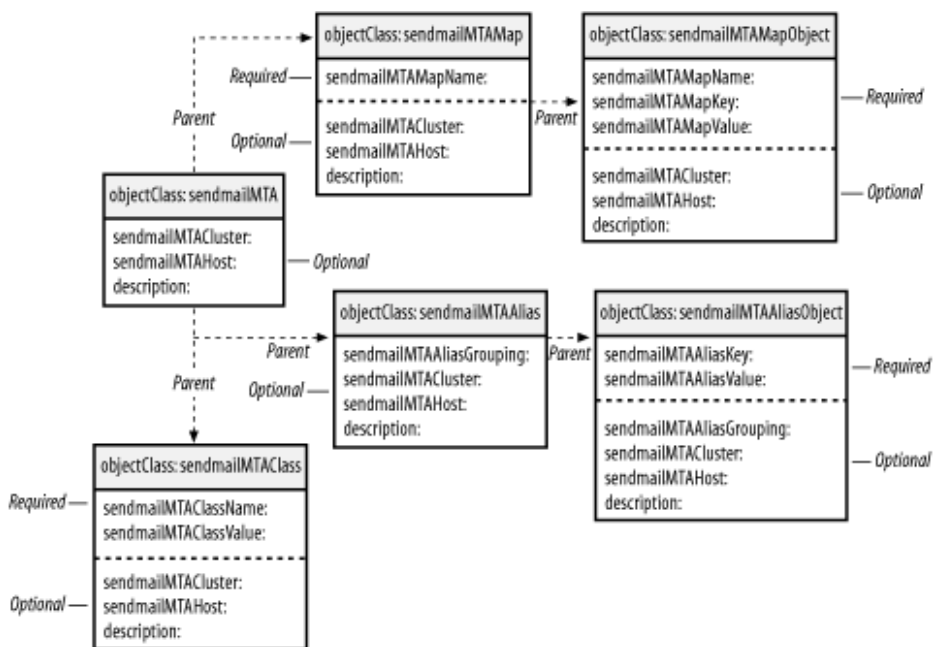 objectClass: sendmailMTAMap
Required
sendmailMTAMapName:
Optional
sendmailMTACluster:
sendmailMTAHost:
description:
Parent
Parent
objectClass: sendmailMTAMapObject
sendmailMTAMapName:
sendmailMTAMapKey:
sendmailMTAMapValue:
Required
sendmailMTACluster:
sendmailMTAHost:
description:
Optional
objectClass: sendmailMTA
sendmailMTACluster:
sendmailMTAHost:
description:
Optional
Parent
Parent
objectClass: sendmailMTAAlias
sendmailMTAAliasGrouping:
sendmailMTACluster:
sendmailMTAHost:
description:
Optional
Parent
objectClass: sendmailMTAAliasObject
sendmailMTAAliasKey:
sendmailMTAAliasValue:
Required
sendmailMTAAliasGrouping:
sendmailMTACluster:
sendmailMTAHost:
description:
Optional
objectClass: sendmailMTAClass
Required
sendmailMTAClassName:
sendmailMTAClassValue:
Optional
sendmailMTACluster:
sendmailMTAHost:
description: